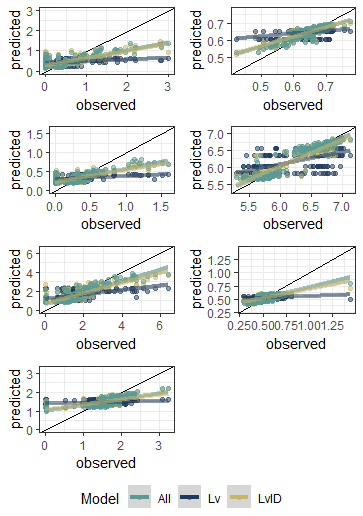 predicted
3
2
1
0
0 1 2 3
observed
predicted
0.7
0.6
0.5
0.5 0.6 0.7
observed
predicted
1.5
1.0
0.5
0.0
0.0 0.5 1.0 1.5
observed
predicted
7.0
6.5
6.0
5.5
5.5 6.0 6.5 7.0
observed
predicted
6
4
2
0
0 2 4 6
observed
predicted
1.25
1.00
0.75
0.50
0.25
0.250.500.751.001.25
observed
predicted
3
2
1
0
0 1 2 3
observed
Model All Lv LvID